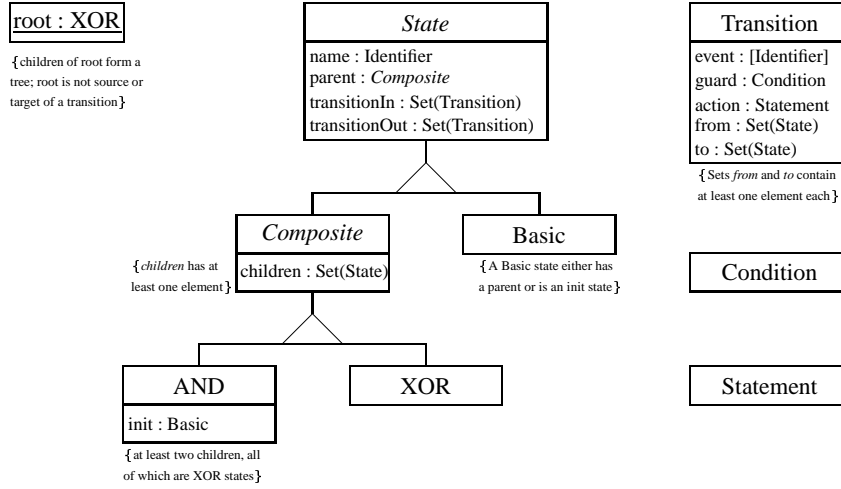 root : XOR
{children of root form a
tree; root is not source or
target of a transition}
State
name : Identifier
parent : Composite
transitionIn : Set(Transition)
transitionOut : Set(Transition)
Transition
event : [Identifier]
guard : Condition
action : Statement
from : Set(State)
to : Set(State)
{Sets from and to contain
at least one element each}
Composite
children : Set(State)
{children has at
least one element}
Basic
{A Basic state either has
a parent or is an init state}
Condition
AND
init : Basic
{at least two children, all
of which are XOR states}
XOR
Statement